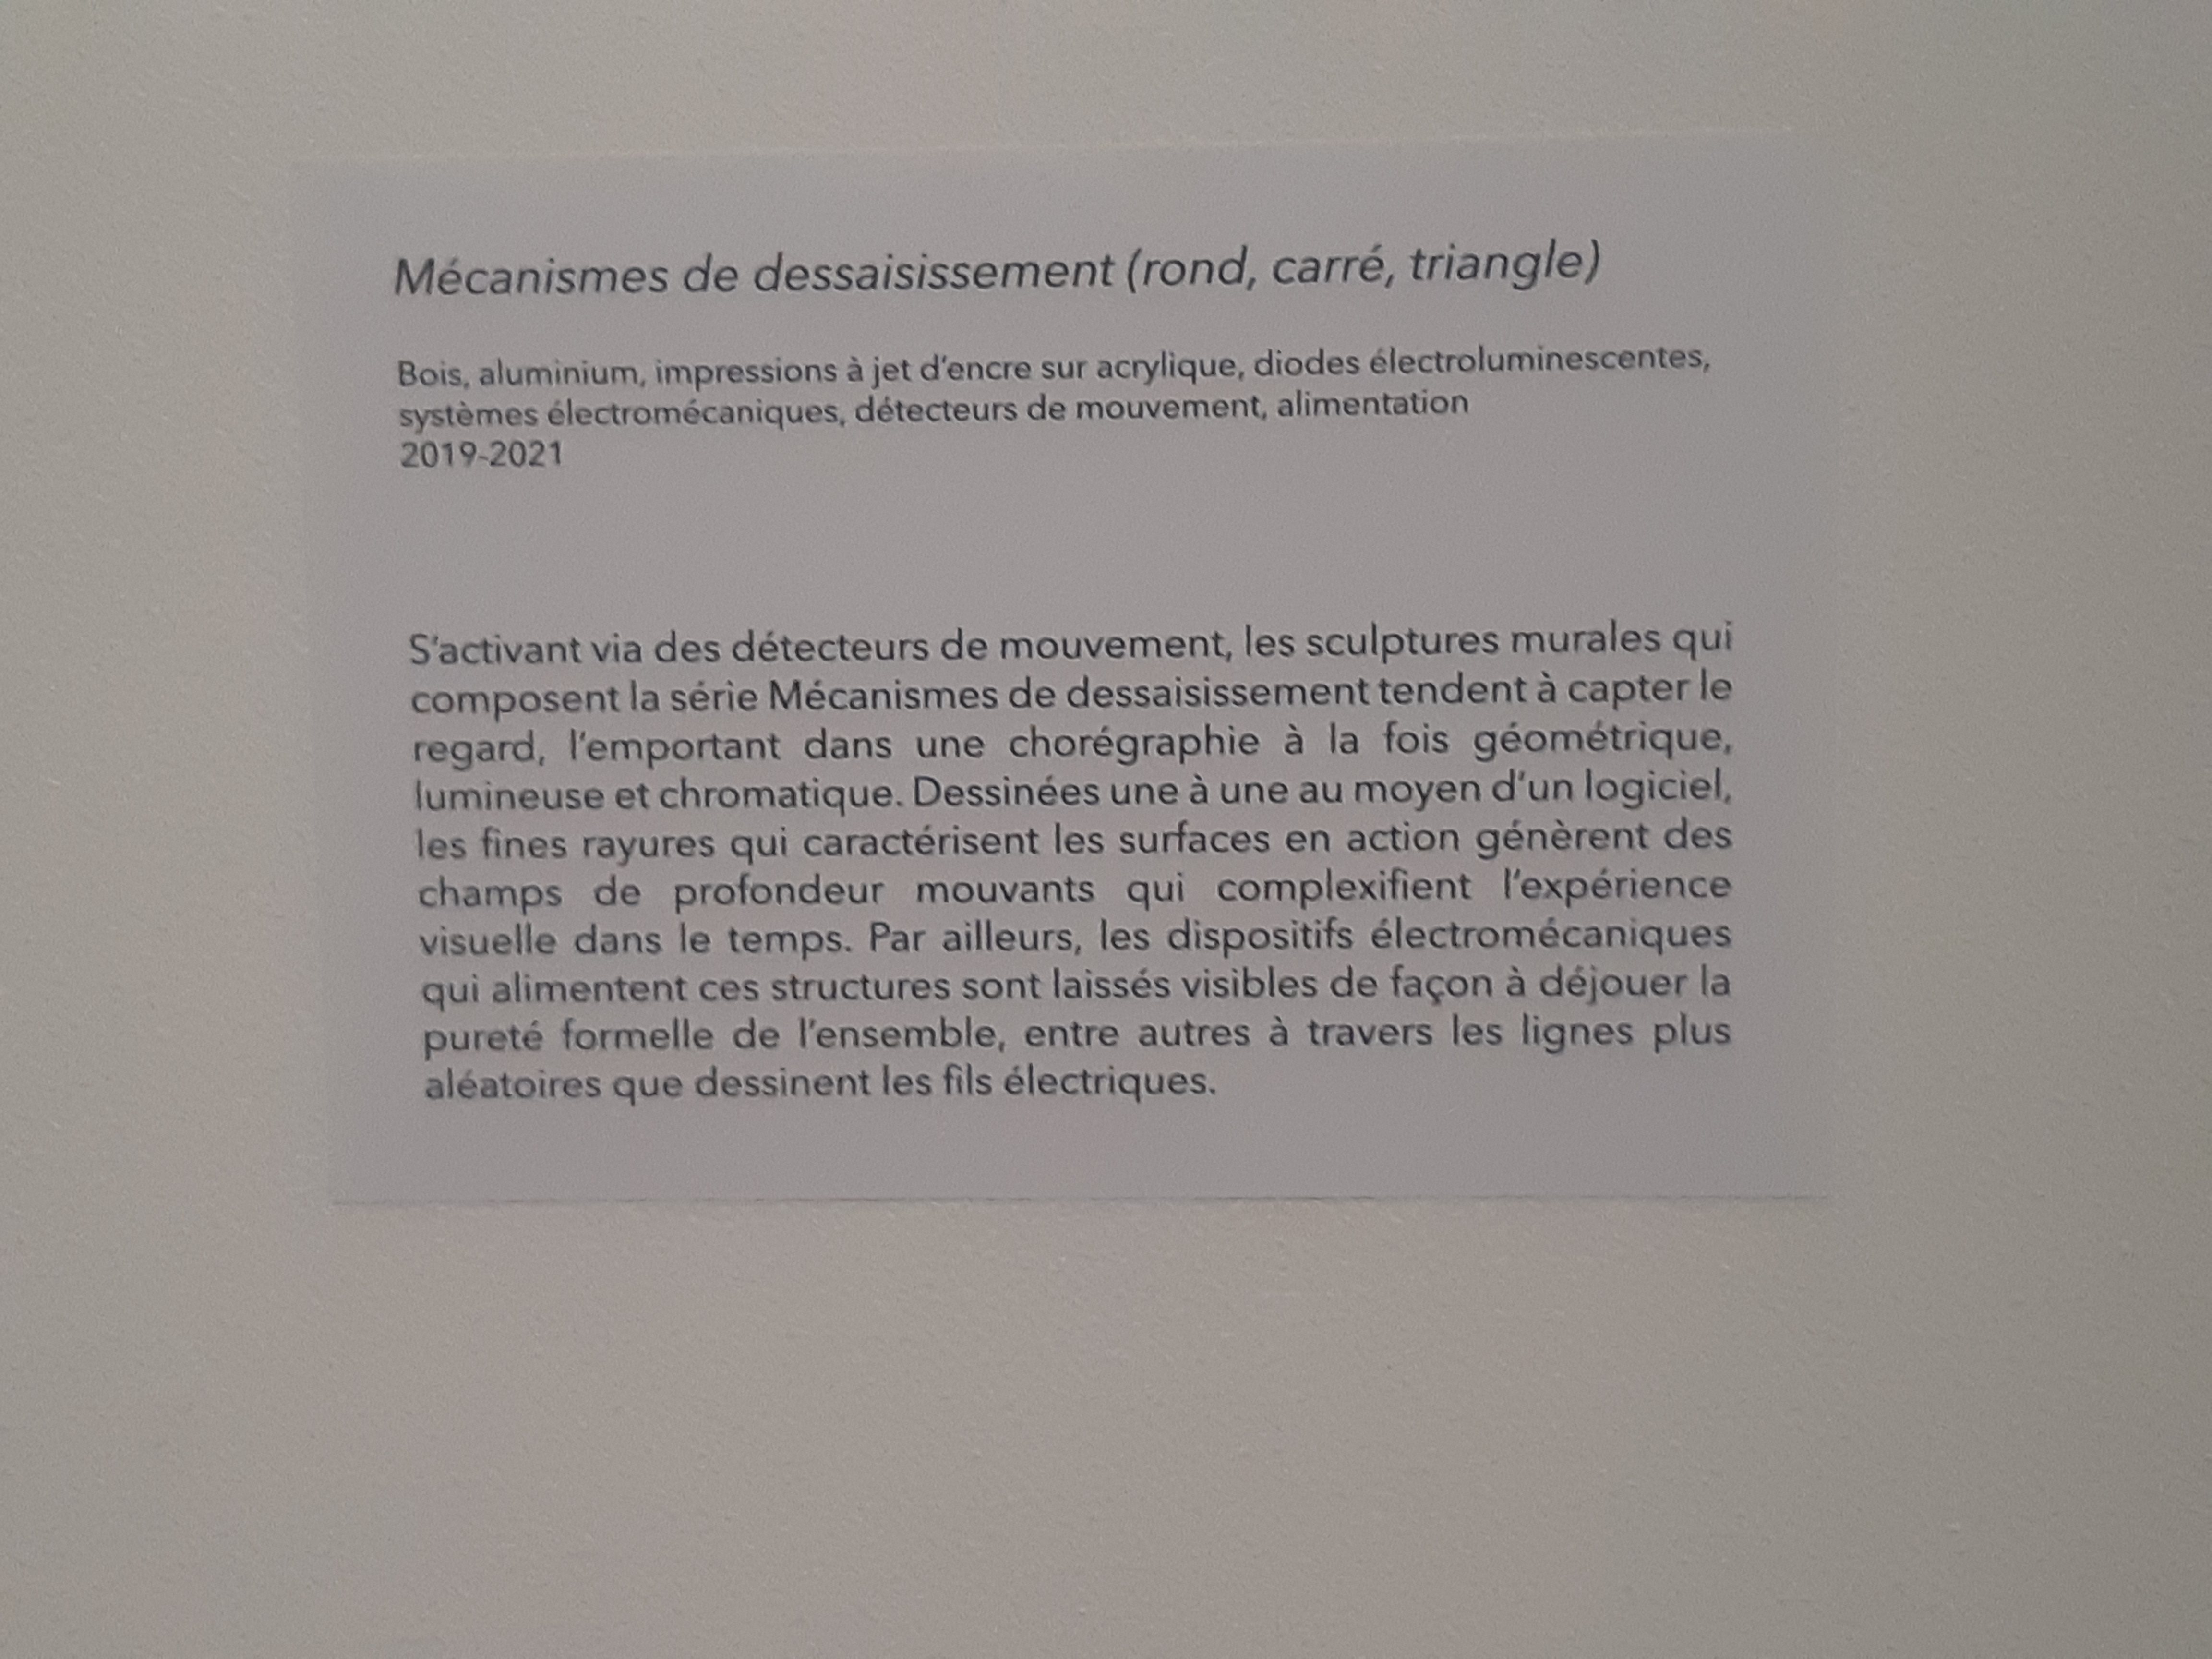 Mécanismes de dessaisissement (rond, carré, triangle)
Bois, aluminium, impressions à jet d'encre sur acrylique, diodes électroluminescentes,
systèmes électromécaniques, détecteurs de mouvement, alimentation
2019-2021
S'activant via des détecteurs de mouvement, les sculptures murales qui
composent la série Mécanismes de dessaisissement tendent à capter le
regard, l'emportant dans une chorégraphie à la fois géométrique,
lumineuse et chromatique. Dessinées une à une au moyen d'un logiciel,
les fines rayures qui caractérisent les surfaces en action génèrent des
champs de profondeur mouvants qui complexifient l'expérience
visuelle dans le temps. Par ailleurs, les dispositifs électromécaniques
qui alimentent ces structures sont laissés visibles de façon à déjouer la
pureté formelle de l'ensemble, entre autres à travers les lignes plus
aléatoires que dessinent les fils électriques.